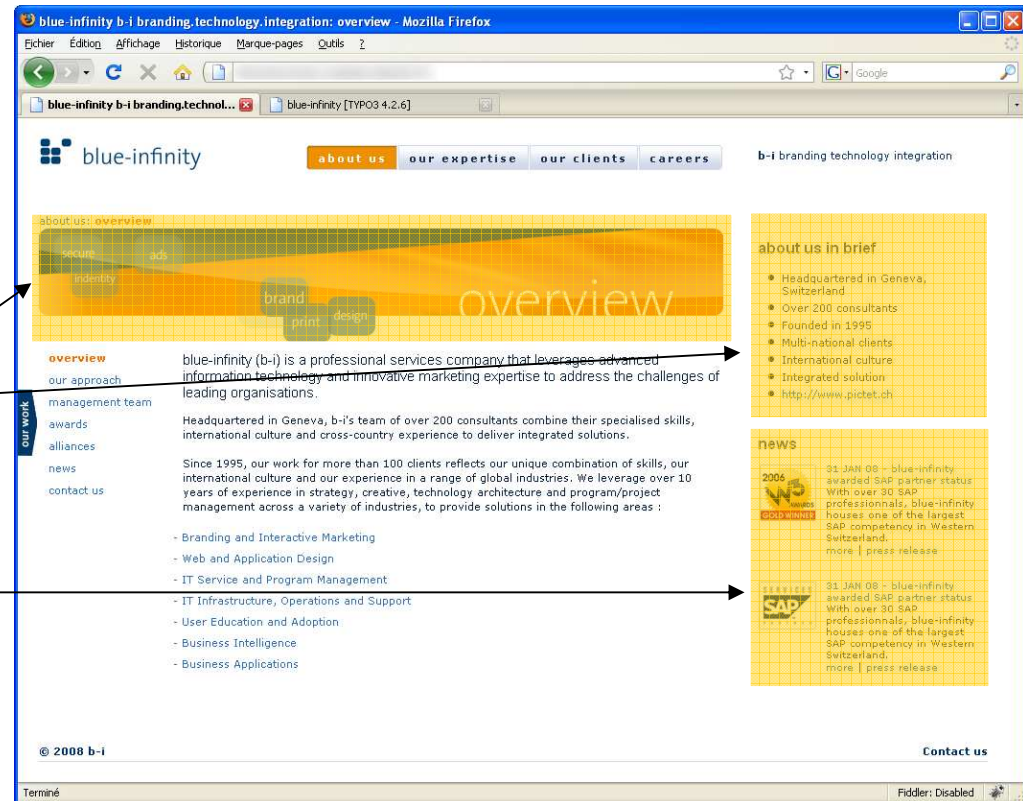 blue-infinity b-i branding.technology.integration: overview - Mozilla Firefox
Fichier Édition Affichage Historique Marque-pages Outils ?
G Google
blue-infinity b-i branding.technol...
blue-infinity [TYPO3 4.2.6]
blue-infinity
about us our expertise our clients careers
b-i branding technology integration
about us: overview
secure ads
indentity
brand
print design
overview
overview
our approach
management team
awards
alliances
news
contact us
our work
blue-infinity (b-i) is a professional services company that leverages advanced
information technology and innovative marketing expertise to address the challenges of
leading organisations.
Headquartered in Geneva, b-i's team of over 200 consultants combine their specialised skills,
international culture and cross-country experience to deliver integrated solutions.
Since 1995, our work for more than 100 clients reflects our unique combination of skills, our
international culture and our experience in a range of global industries. We leverage over 10
years of experience in strategy, creative, technology architecture and program/project
management across a variety of industries, to provide solutions in the following areas :
- Branding and Interactive Marketing
- Web and Application Design
- IT Service and Program Management
- IT Infrastructure, Operations and Support
- User Education and Adoption
- Business Intelligence
- Business Applications
about us in brief
Headquartered in Geneva,
Switzerland
Over 200 consultants
Founded in 1995
Multi-national clients
International culture
Integrated solution
http://www.pictet.ch
news
2006
W3
AWARDS
GOLD WINNER
31 JAN 08 - blue-infinity
awarded SAP partner status
With over 30 SAP
professionnals, blue-infinity
houses one of the largest
SAP competency in Western
Switzerland.
more | press release
SERVICES
SAP
PARTNER
31 JAN 08 - blue-infinity
awarded SAP partner status
With over 30 SAP
professionnals, blue-infinity
houses one of the largest
SAP competency in Western
Switzerland.
more | press release
© 2008 b-i
Contact us
Terminé
Fiddler: Disabled